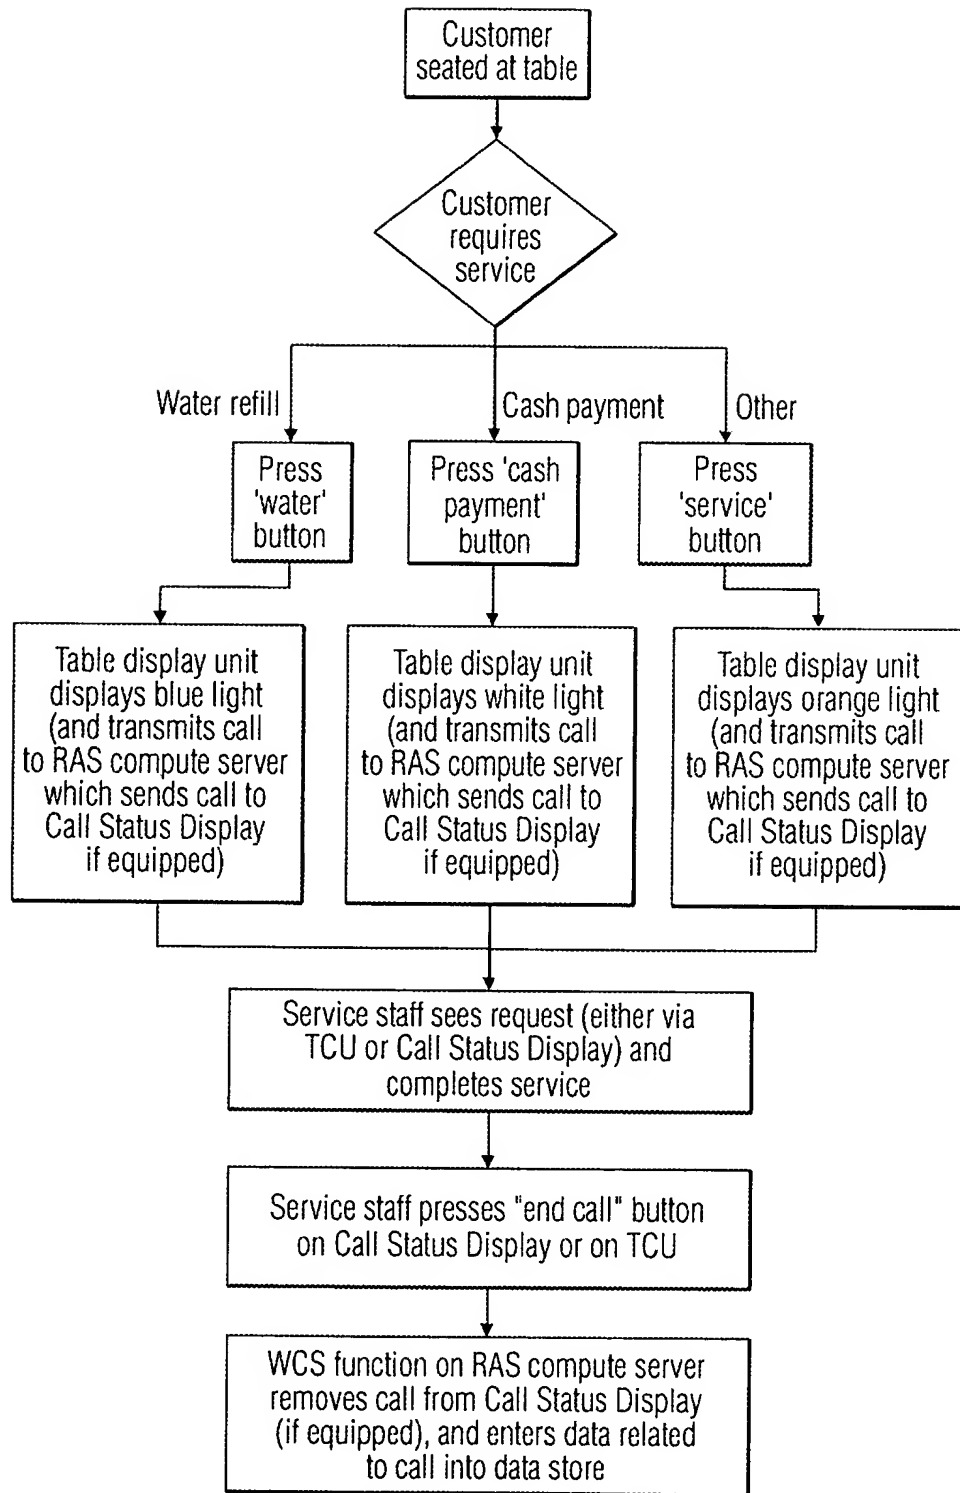 Customer
seated at table
Customer
requires
service
Water refill
Cash payment
Other
Press
'water'
button
Press 'cash
payment'
button
Press
'service'
button
Table display unit
displays blue light
(and transmits call
to RAS compute server
which sends call to
Call Status Display
if equipped)
Table display unit
displays white light
(and transmits call
to RAS compute server
which sends call to
Call Status Display
if equipped)
Table display unit
displays orange light
(and transmits call
to RAS compute server
which sends call to
Call Status Display
if equipped)
Service staff sees request (either via
TCU or Call Status Display) and
completes service
Service staff presses "end call" button
on Call Status Display or on TCU
WCS function on RAS compute server
removes call from Call Status Display
(if equipped), and enters data related
to call into data store